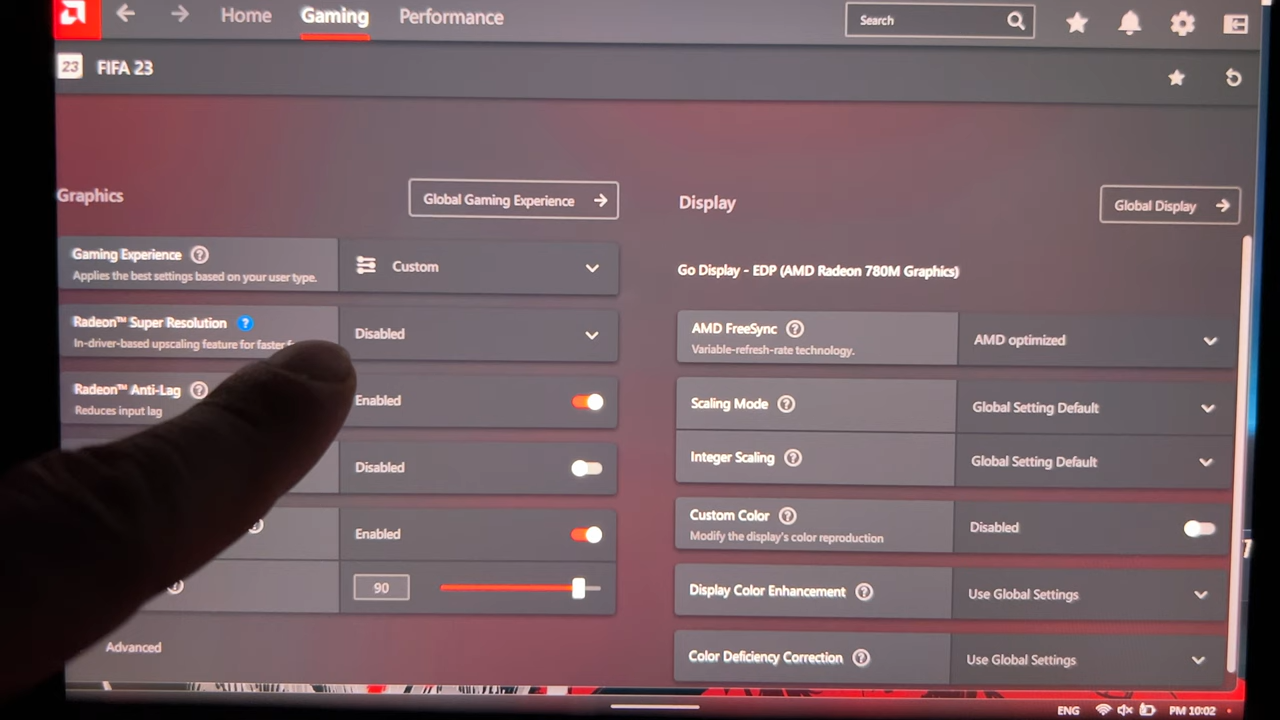 Home Gaming Performance Search
23 FIFA 23
Graphics Global Gaming Experience
Gaming Experience ?
Applies the best settings based on your user type.
Custom
Radeon™ Super Resolution ?
In-driver-based upscaling feature for faster
Disabled
Radeon™ Anti-Lag ?
Reduces input lag
Enabled
Disabled
? Enabled
? 90
Advanced
Display Global Display
Go Display - EDP (AMD Radeon 780M Graphics)
AMD FreeSync ?
Variable-refresh-rate technology.
AMD optimized
Scaling Mode ? Global Setting Default
Integer Scaling ? Global Setting Default
Custom Color ?
Modify the display's color reproduction
Disabled
Display Color Enhancement ? Use Global Settings
Color Deficiency Correction ? Use Global Settings
ENG PM 10:02